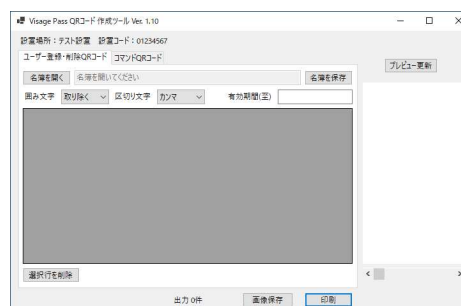 Visage Pass QRコード 作成ツール Ver. 1.10
設置場所：テスト設置 設置コード：01234567
ユーザー登録・削除QRコード コマンドQRコード
プレビュー更新
名簿を開く 名簿を開いてください 名簿を保存
囲み文字 取り除く 区切り文字 カンマ 有効期間(至)
選択行を削除
出力 0件 画像保存 印刷